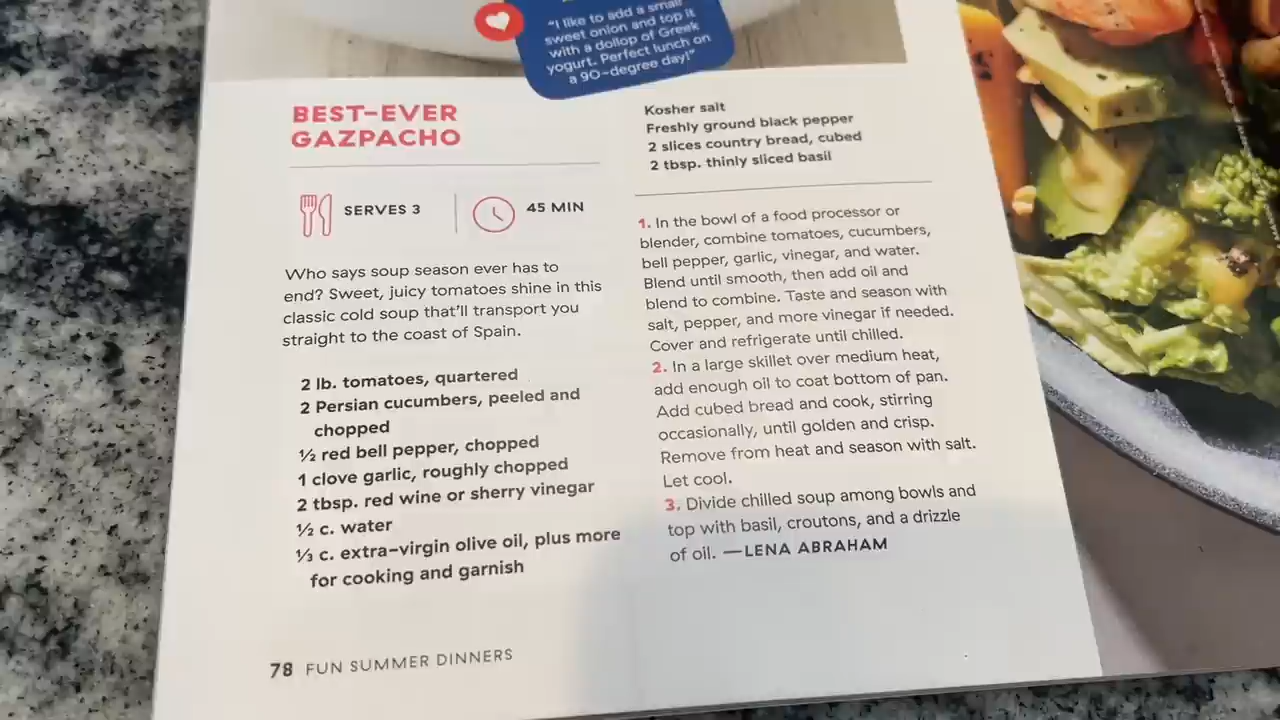 "I like to add a small
sweet onion and top it
with a dollop of Greek
yogurt. Perfect lunch on
a 90-degree day!"
BEST-EVER
GAZPACHO
SERVES 3
45 MIN
Who says soup season ever has to
end? Sweet, juicy tomatoes shine in this
classic cold soup that'll transport you
straight to the coast of Spain.
2 lb. tomatoes, quartered
2 Persian cucumbers, peeled and
chopped
½ red bell pepper, chopped
1 clove garlic, roughly chopped
2 tbsp. red wine or sherry vinegar
½ c. water
⅓ c. extra-virgin olive oil, plus more
for cooking and garnish
Kosher salt
Freshly ground black pepper
2 slices country bread, cubed
2 tbsp. thinly sliced basil
1. In the bowl of a food processor or
blender, combine tomatoes, cucumbers,
bell pepper, garlic, vinegar, and water.
Blend until smooth, then add oil and
blend to combine. Taste and season with
salt, pepper, and more vinegar if needed.
Cover and refrigerate until chilled.
2. In a large skillet over medium heat,
add enough oil to coat bottom of pan.
Add cubed bread and cook, stirring
occasionally, until golden and crisp.
Remove from heat and season with salt.
Let cool.
3. Divide chilled soup among bowls and
top with basil, croutons, and a drizzle
of oil. —LENA ABRAHAM
78 FUN SUMMER DINNERS